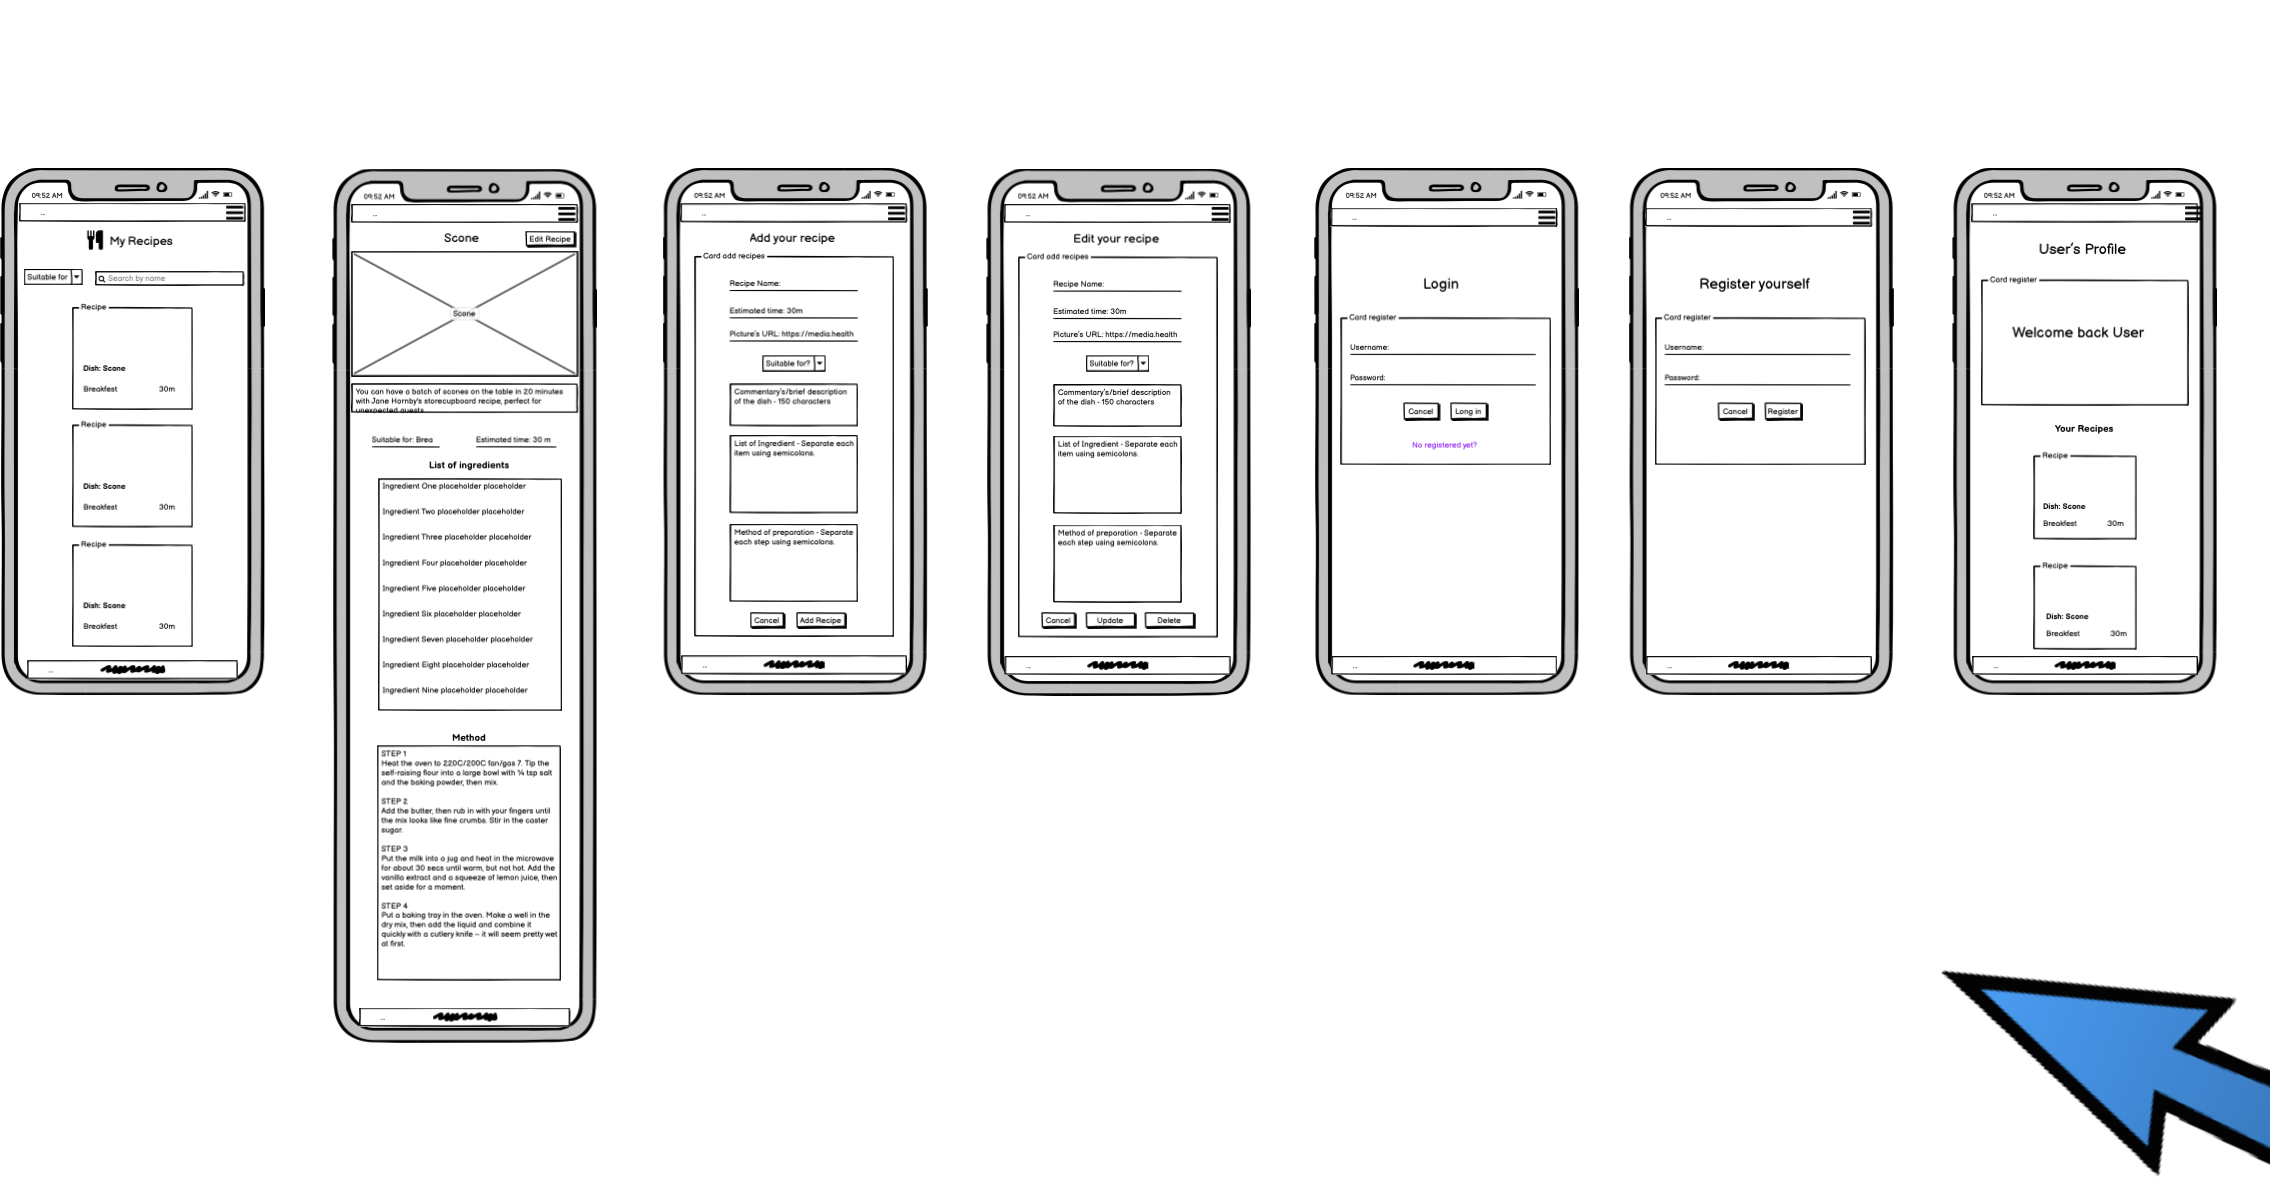 09:52 AM
..
My Recipes
Suitable for
Search by name
Recipe
Dish: Scone
Breakfest 30m
Recipe
Dish: Scone
Breakfest 30m
Recipe
Dish: Scone
Breakfest 30m
..
09:52 AM
..
Scone
Edit Recipe
Scone
You can have a batch of scones on the table in 20 minutes
with Jane Hornby's storecupboard recipe, perfect for
unexpected guests
Suitable for: Brea
Estimated time: 30 m
List of ingredients
Ingredient One placeholder placeholder
Ingredient Two placeholder placeholder
Ingredient Three placeholder placeholder
Ingredient Four placeholder placeholder
Ingredient Five placeholder placeholder
Ingredient Six placeholder placeholder
Ingredient Seven placeholder placeholder
Ingredient Eight placeholder placeholder
Ingredient Nine placeholder placeholder
Method
STEP 1
Heat the oven to 220C/200C fan/gas 7. Tip the
self-raising flour into a large bowl with ¼ tsp salt
and the baking powder, then mix.
STEP 2
Add the butter, then rub in with your fingers until
the mix looks like fine crumbs. Stir in the caster
sugar.
STEP 3
Put the milk into a jug and heat in the microwave
for about 30 secs until warm, but not hot. Add the
vanilla extract and a squeeze of lemon juice, then
set aside for a moment.
STEP 4
Put a baking tray in the oven. Make a well in the
dry mix, then add the liquid and combine it
quickly with a cutlery knife – it will seem pretty wet
at first.
..
09:52 AM
..
Add your recipe
Card add recipes
Recipe Name:
Estimated time: 30m
Picture's URL: https://media.health
Suitable for?
Commentary's/brief description
of the dish - 150 characters
List of Ingredient - Separate each
item using semicolons.
Method of preparation - Separate
each step using semicolons.
Cancel
Add Recipe
..
09:52 AM
..
Edit your recipe
Card add recipes
Recipe Name:
Estimated time: 30m
Picture's URL: https://media.health
Suitable for?
Commentary's/brief description
of the dish - 150 characters
List of Ingredient - Separate each
item using semicolons.
Method of preparation - Separate
each step using semicolons.
Cancel
Update
Delete
..
09:52 AM
..
Login
Card register
Username:
Password:
Cancel
Long in
No registered yet?
..
09:52 AM
..
Register yourself
Card register
Username:
Password:
Cancel
Register
..
09:52 AM
..
User's Profile
Card register
Welcome back User
Your Recipes
Recipe
Dish: Scone
Breakfest 30m
Recipe
Dish: Scone
Breakfest 30m
..